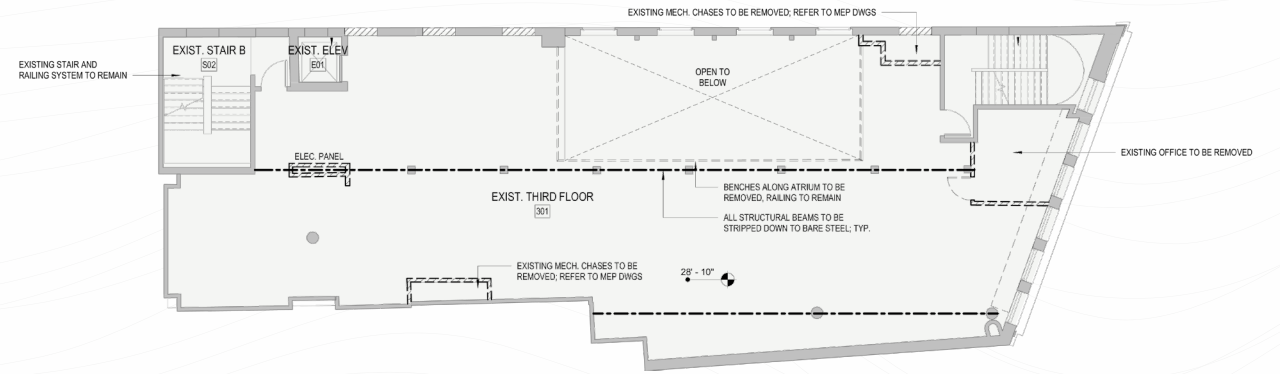 EXISTING MECH. CHASES TO BE REMOVED; REFER TO MEP DWGS
EXIST. STAIR B
S02
EXIST. ELEV
E01
EXISTING STAIR AND
RAILING SYSTEM TO REMAIN
OPEN TO
BELOW
ELEC. PANEL
EXISTING OFFICE TO BE REMOVED
EXIST. THIRD FLOOR
301
BENCHES ALONG ATRIUM TO BE
REMOVED, RAILING TO REMAIN
ALL STRUCTURAL BEAMS TO BE
STRIPPED DOWN TO BARE STEEL; TYP.
EXISTING MECH. CHASES TO BE
REMOVED; REFER TO MEP DWGS
28' - 10"